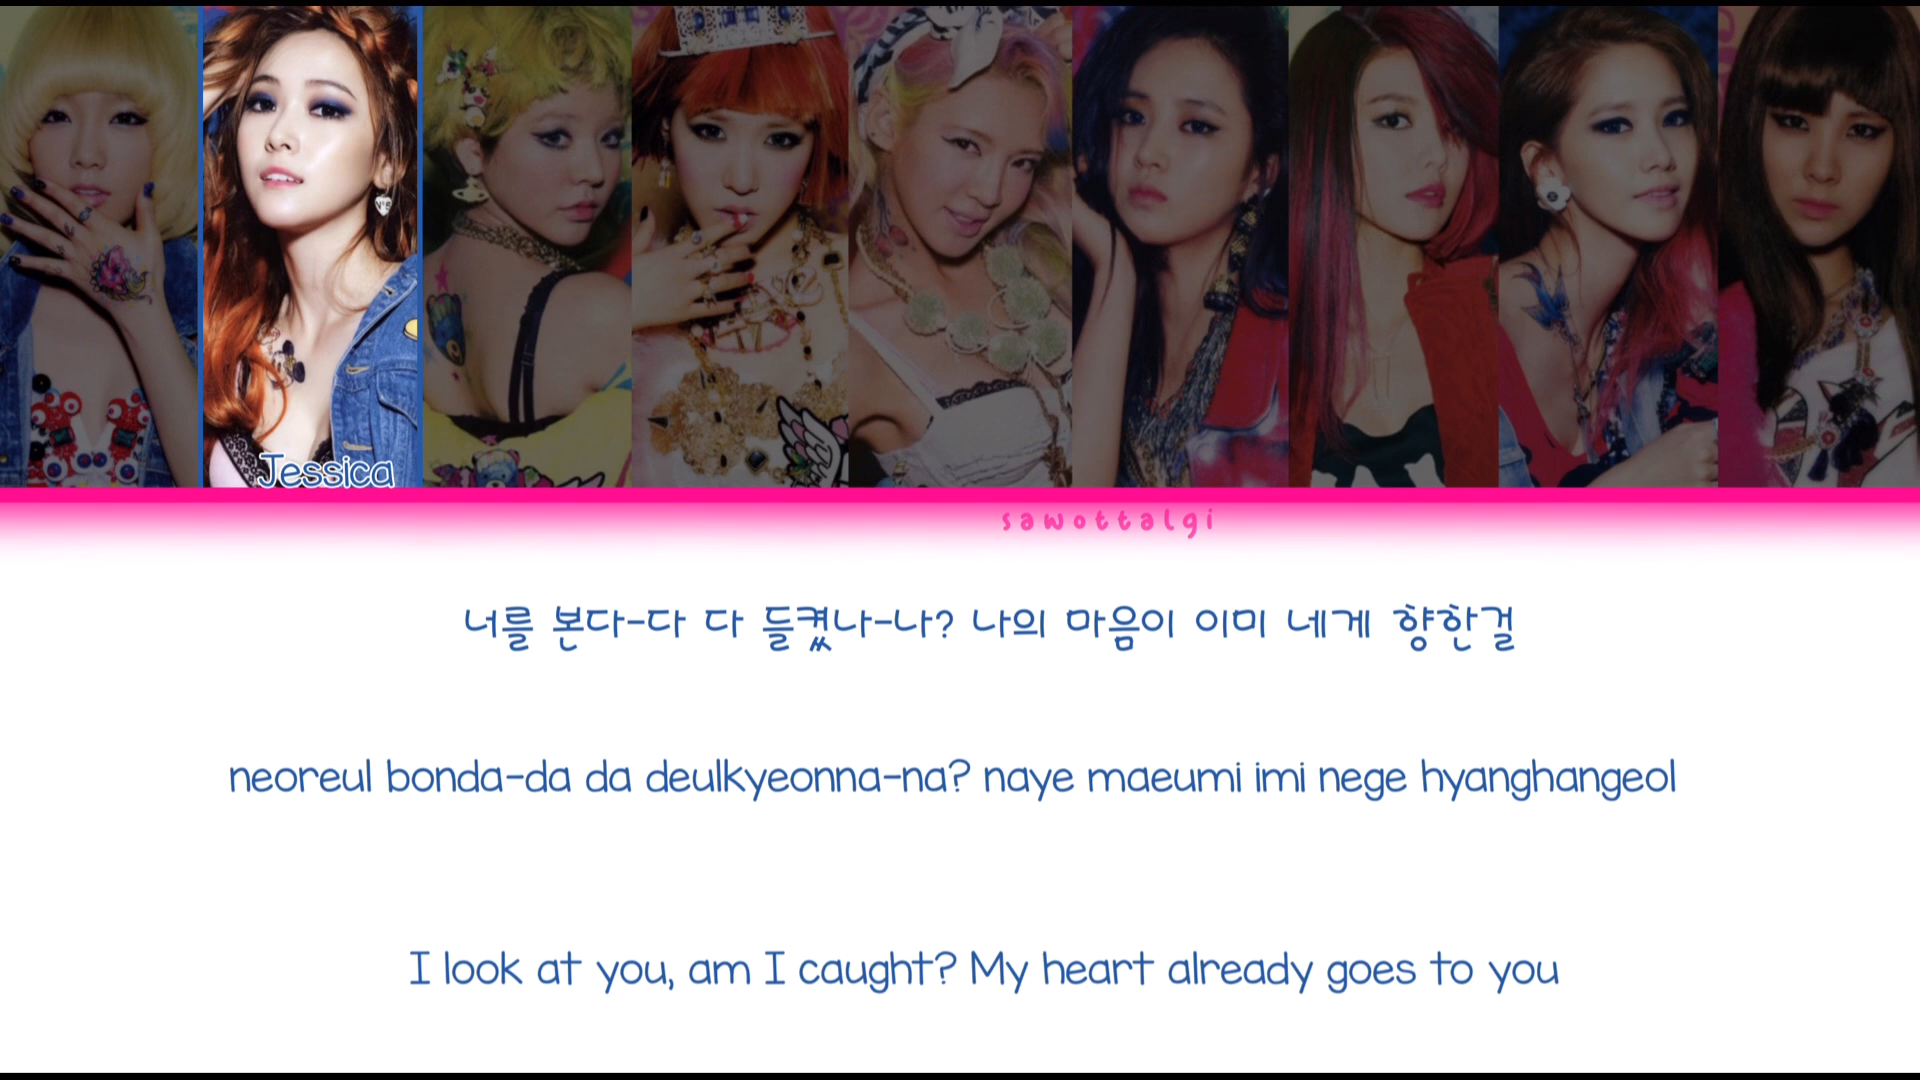 Jessica
sawottalgi
너를 본다-다 다 들켰나-나? 나의 마음이 이미 네게 향한걸
neoreul bonda-da da deulkyeonna-na? naye maeumi imi nege hyanghangeol
I look at you, am I caught? My heart already goes to you